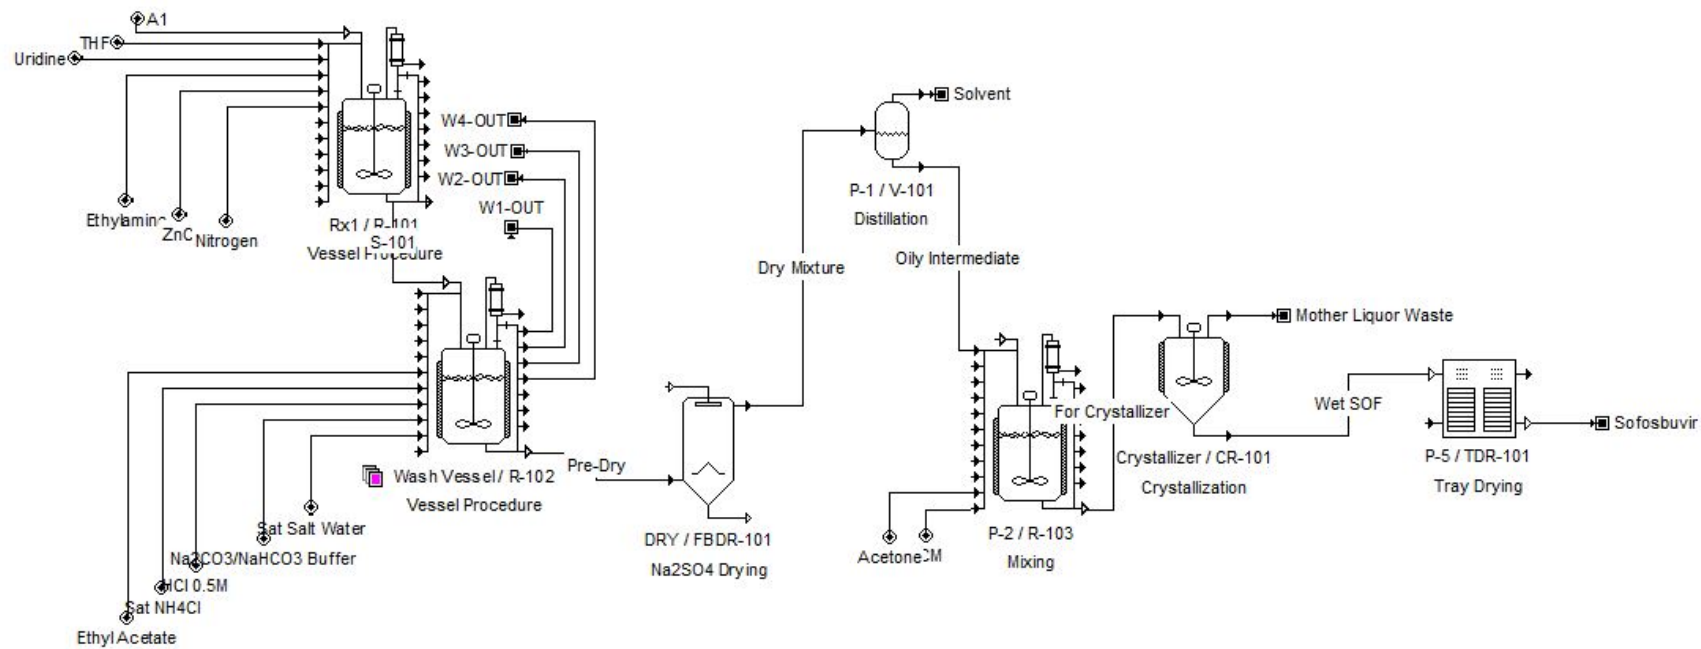 A1
THF
Uridine
Ethylamine
ZnC
Nitrogen
Rx1 / R-101
S-101
Vessel Procedure
W4-OUT
W3-OUT
W2-OUT
W1-OUT
Wash Vessel / R-102
Vessel Procedure
Sat Salt Water
Na2CO3/NaHCO3 Buffer
HCl 0.5M
Sat NH4Cl
Ethyl Acetate
Pre-Dry
DRY / FBDR-101
Na2SO4 Drying
Dry Mixture
Solvent
P-1 / V-101
Distillation
Oily Intermediate
For Crystallizer
P-2 / R-103
Mixing
Acetone
Mother Liquor Waste
Crystallizer / CR-101
Crystallization
Wet SOF
P-5 / TDR-101
Tray Drying
Sofosbuvir